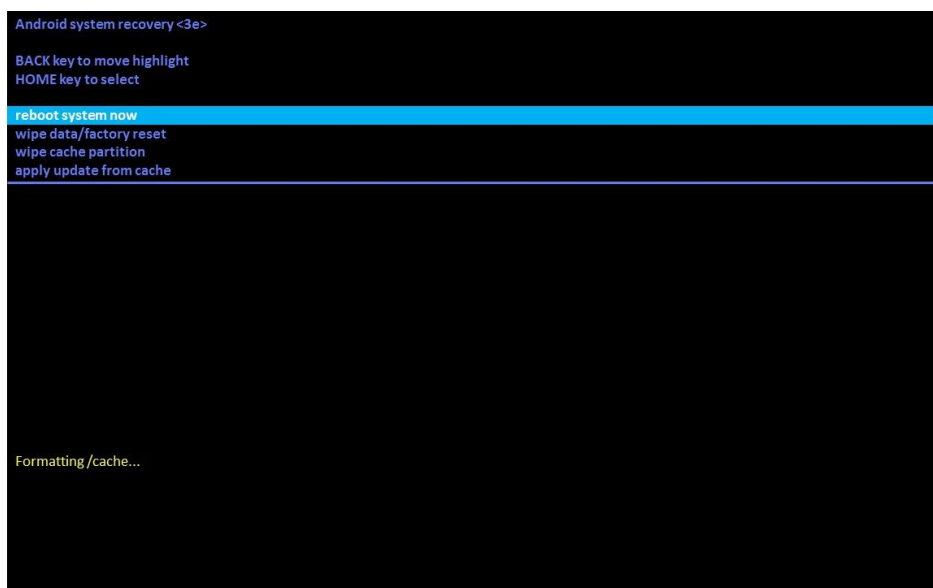 Android system recovery <3e>
BACK key to move highlight
HOME key to select
reboot system now
wipe data/factory reset
wipe cache partition
apply update from cache
Formatting /cache...